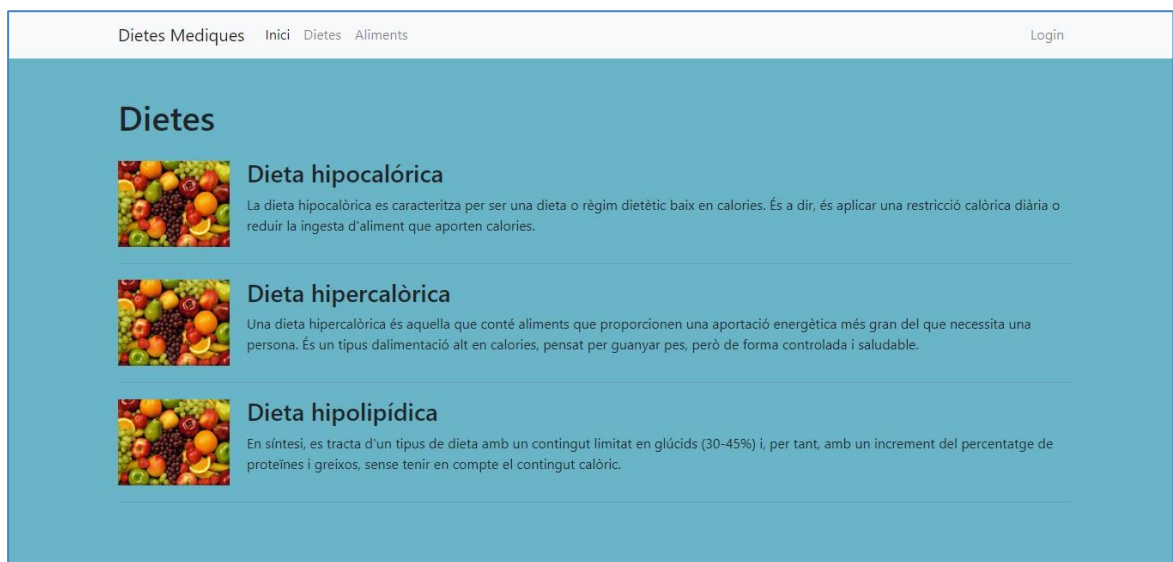 Dietes Mediques Inici Dietes Aliments Login
Dietes
Dieta hipocalórica
La dieta hipocalòrica es caracteritza per ser una dieta o règim dietètic baix en calories. És a dir, és aplicar una restricció calòrica diària o
reduir la ingesta d'aliment que aporten calories.
Dieta hipercalòrica
Una dieta hipercalòrica és aquella que conté aliments que proporcionen una aportació energètica més gran del que necessita una
persona. És un tipus dalimentació alt en calories, pensat per guanyar pes, però de forma controlada i saludable.
Dieta hipolipídica
En síntesi, es tracta d'un tipus de dieta amb un contingut limitat en glúcids (30-45%) i, per tant, amb un increment del percentatge de
proteïnes i greixos, sense tenir en compte el contingut calòric.